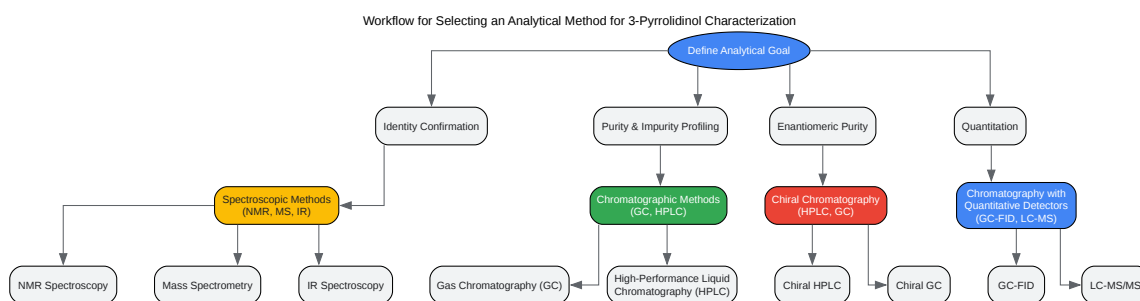 Workflow for Selecting an Analytical Method for 3-Pyrrolidinol Characterization
Define Analytical Goal
Identity Confirmation
Purity & Impurity Profiling
Enantiomeric Purity
Quantitation
Spectroscopic Methods
(NMR, MS, IR)
Chromatographic Methods
(GC, HPLC)
Chiral Chromatography
(HPLC, GC)
Chromatography with
Quantitative Detectors
(GC-FID, LC-MS)
NMR Spectroscopy
Mass Spectrometry
IR Spectroscopy
Gas Chromatography (GC)
High-Performance Liquid
Chromatography (HPLC)
Chiral HPLC
Chiral GC
GC-FID
LC-MS/MS